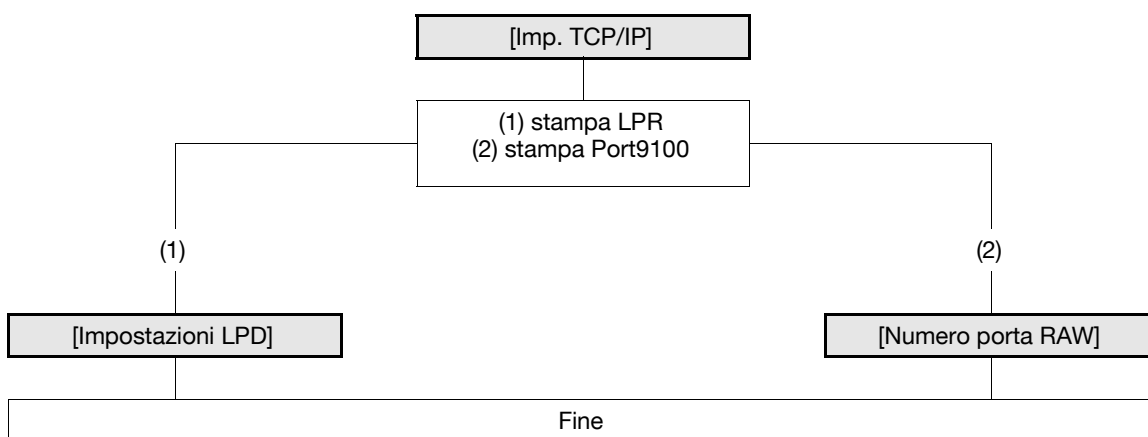 [Imp. TCP/IP]
(1) stampa LPR
(2) stampa Port9100
(1)
(2)
[Impostazioni LPD]
[Numero porta RAW]
Fine